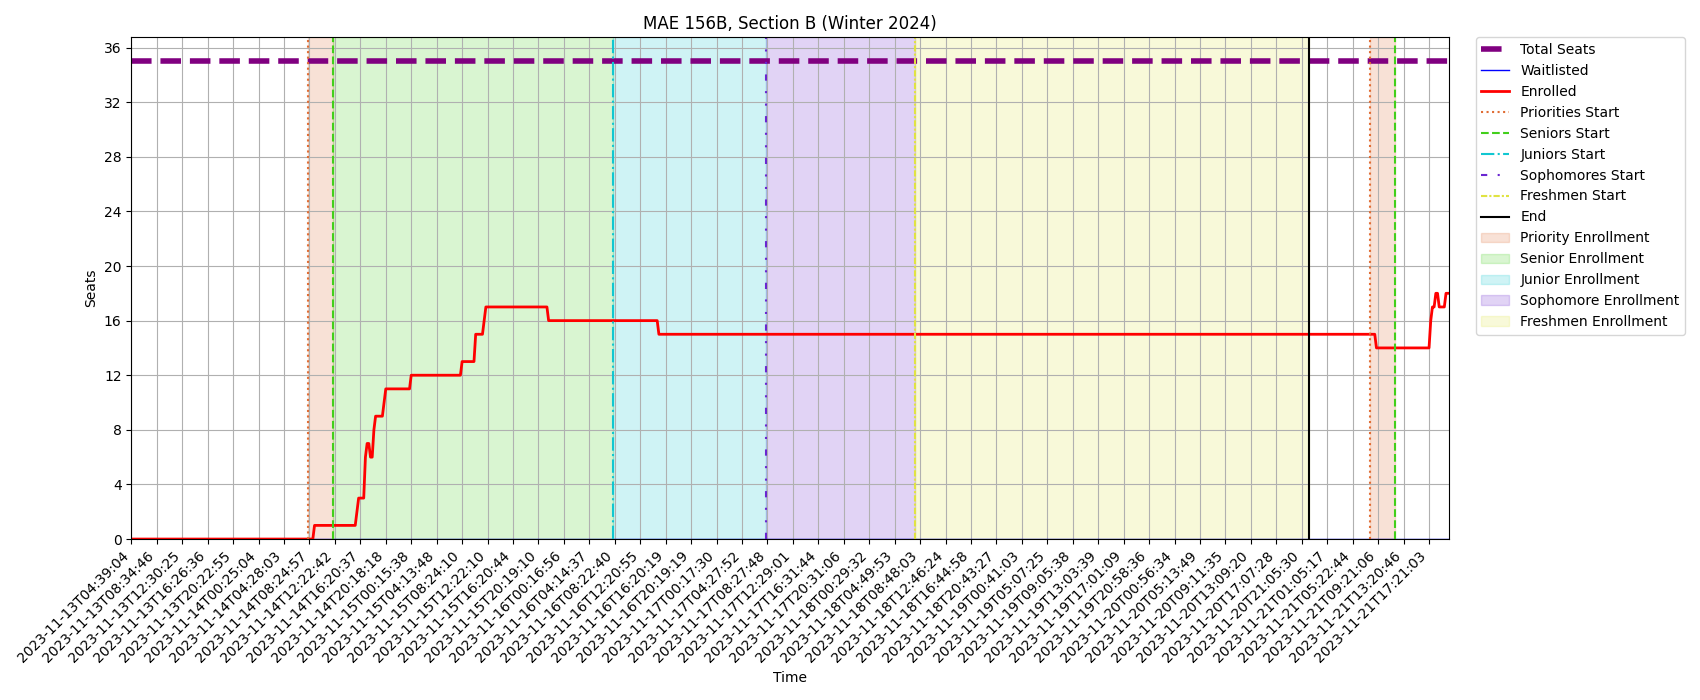 MAE 156B, Section B (Winter 2024)
36
32
28
24
20
16
12
8
4
0
Seats
2023-11-13T04:39:04
2023-11-13T08:34:46
2023-11-13T12:30:25
2023-11-13T16:26:36
2023-11-13T20:22:55
2023-11-14T00:25:04
2023-11-14T04:28:03
2023-11-14T08:24:57
2023-11-14T12:22:42
2023-11-14T16:20:37
2023-11-14T20:18:18
2023-11-15T00:15:38
2023-11-15T04:13:48
2023-11-15T08:24:10
2023-11-15T12:22:10
2023-11-15T16:20:44
2023-11-15T20:19:10
2023-11-16T00:16:56
2023-11-16T04:14:37
2023-11-16T08:22:40
2023-11-16T12:20:55
2023-11-16T16:20:19
2023-11-16T20:19:19
2023-11-17T00:17:30
2023-11-17T04:27:52
2023-11-17T08:27:48
2023-11-17T12:29:01
2023-11-17T16:31:44
2023-11-17T20:31:06
2023-11-18T00:29:32
2023-11-18T04:49:53
2023-11-18T08:48:03
2023-11-18T12:46:24
2023-11-18T16:44:58
2023-11-18T20:43:27
2023-11-19T00:41:03
2023-11-19T05:07:25
2023-11-19T09:05:38
2023-11-19T13:03:39
2023-11-19T17:01:09
2023-11-19T20:58:36
2023-11-20T00:56:34
2023-11-20T05:13:49
2023-11-20T09:11:35
2023-11-20T13:09:20
2023-11-20T17:07:28
2023-11-20T21:05:30
2023-11-21T01:05:17
2023-11-21T05:22:44
2023-11-21T09:21:06
2023-11-21T13:20:46
2023-11-21T17:21:03
Time
Total Seats
Waitlisted
Enrolled
Priorities Start
Seniors Start
Juniors Start
Sophomores Start
Freshmen Start
End
Priority Enrollment
Senior Enrollment
Junior Enrollment
Sophomore Enrollment
Freshmen Enrollment